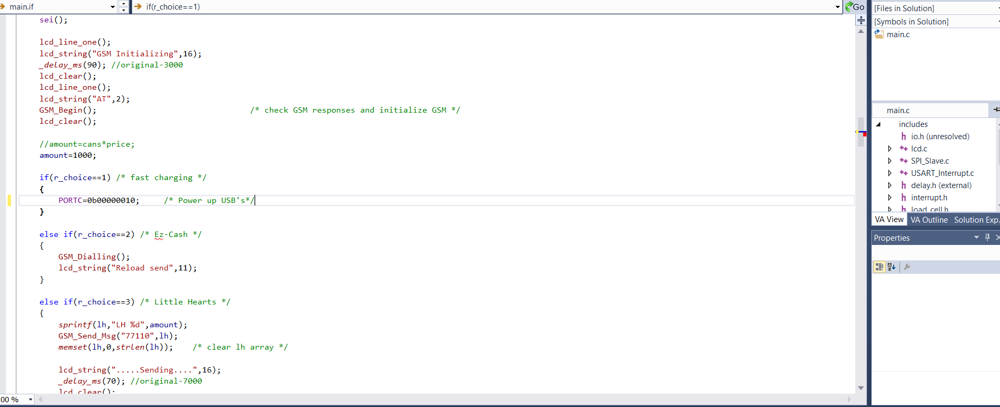 main.if
if(r_choice==1)
Go
sei();
lcd_line_one();
lcd_string("GSM Initializing",16);
_delay_ms(90); //original-3000
lcd_clear();
lcd_line_one();
lcd_string("AT",2);
GSM_Begin(); /* check GSM responses and initialize GSM */
lcd_clear();
//amount=cans*price;
amount=1000;
if(r_choice==1) /* fast charging */
{
PORTC=0b00000010; /* Power up USB's*/
}
else if(r_choice==2) /* Ez-Cash */
{
GSM_Dialling();
lcd_string("Reload send",11);
}
else if(r_choice==3) /* Little Hearts */
{
sprintf(lh,"LH %d",amount);
GSM_Send_Msg("77110",lh);
memset(lh,0,strlen(lh)); /* clear lh array */
lcd_string(".....Sending....",16);
_delay_ms(70); //original-7000
lcd_clear();
00 %
[Files in Solution]
[Symbols in Solution]
main.c
main.c
includes
io.h (unresolved)
lcd.c
SPI_Slave.c
USART_Interrupt.c
delay.h (external)
interrupt.h
load_cell.h
VA View VA Outline Solution Exp.
Properties